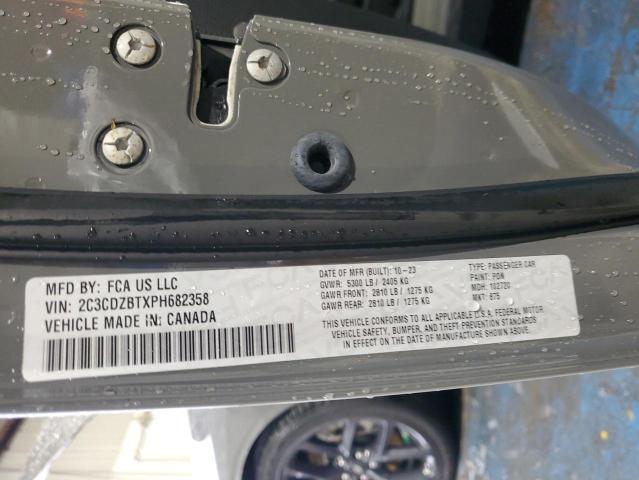 MFD BY: FCA US LLC
VIN: 2C3CDZBTXPH682358
VEHICLE MADE IN: CANADA
DATE OF MFR (BUILT): 10-23
GVWR: 5300 LB / 2405 KG
GAWR FRONT: 2810 LB / 1275 KG
GAWR REAR: 2810 LB / 1275 KG
TYPE: PASSENGER CAR
PAINT: PDN
MDH: 102720
MKT: 875
THIS VEHICLE CONFORMS TO ALL APPLICABLE U.S.A. FEDERAL MOTOR
VEHICLE SAFETY, BUMPER, AND THEFT PREVENTION STANDARDS
IN EFFECT ON THE DATE OF MANUFACTURE SHOWN ABOVE.